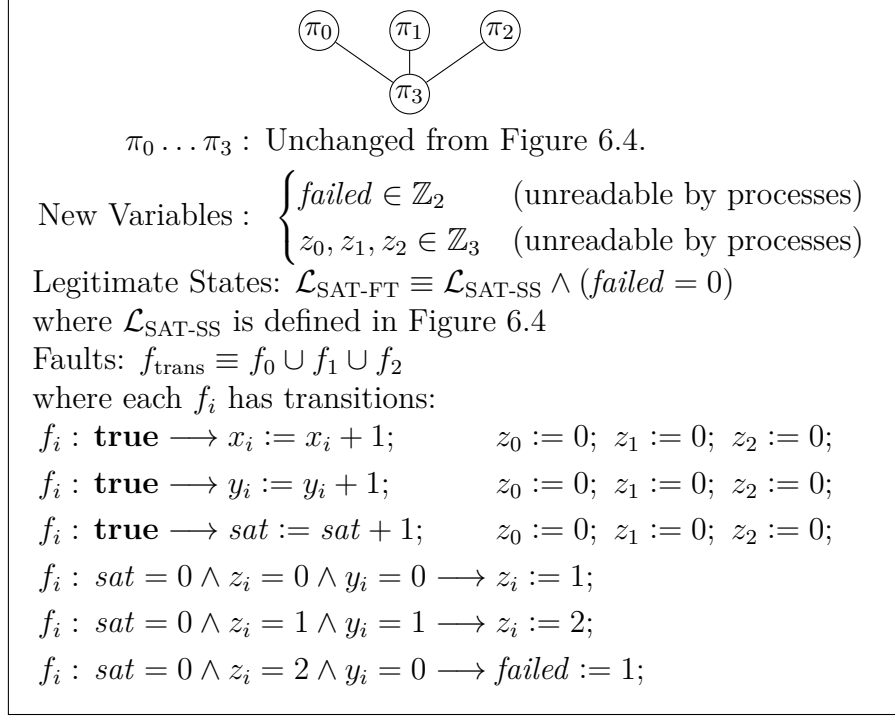 π₀ π₁ π₂
π₃
π₀ … π₃ : Unchanged from Figure 6.4.
New Variables : { failed ∈ ℤ₂ (unreadable by processes)
z₀, z₁, z₂ ∈ ℤ₃ (unreadable by processes)
Legitimate States: 𝓛_SAT-FT ≡ 𝓛_SAT-SS ∧ (failed = 0)
where 𝓛_SAT-SS is defined in Figure 6.4
Faults: f_trans ≡ f₀ ∪ f₁ ∪ f₂
where each fᵢ has transitions:
fᵢ : true ⟶ xᵢ := xᵢ + 1; z₀ := 0; z₁ := 0; z₂ := 0;
fᵢ : true ⟶ yᵢ := yᵢ + 1; z₀ := 0; z₁ := 0; z₂ := 0;
fᵢ : true ⟶ sat := sat + 1; z₀ := 0; z₁ := 0; z₂ := 0;
fᵢ : sat = 0 ∧ zᵢ = 0 ∧ yᵢ = 0 ⟶ zᵢ := 1;
fᵢ : sat = 0 ∧ zᵢ = 1 ∧ yᵢ = 1 ⟶ zᵢ := 2;
fᵢ : sat = 0 ∧ zᵢ = 2 ∧ yᵢ = 0 ⟶ failed := 1;